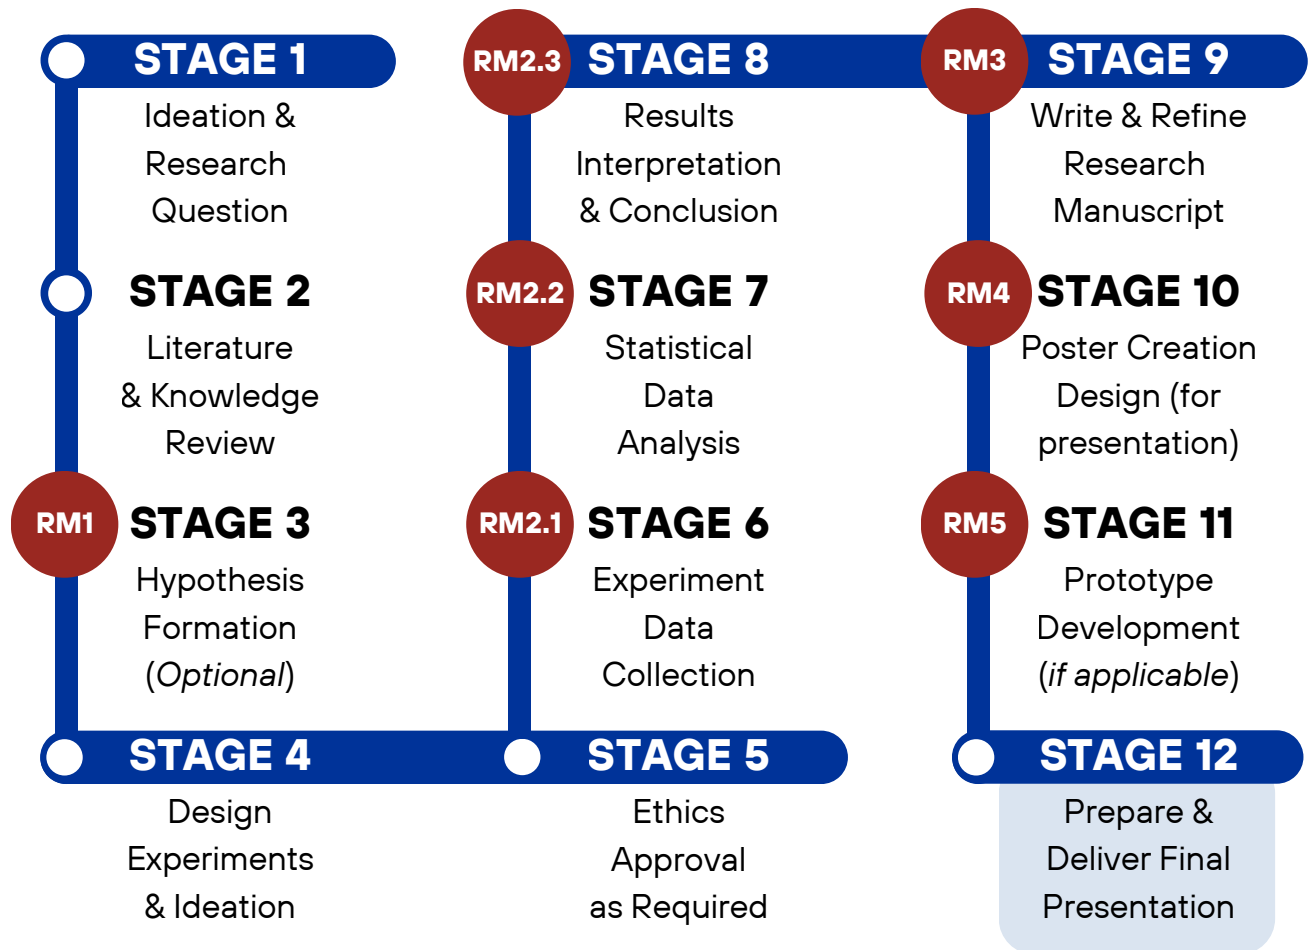 STAGE 1
Ideation &
Research
Question
STAGE 2
Literature
& Knowledge
Review
RM1
STAGE 3
Hypothesis
Formation
(Optional)
STAGE 4
Design
Experiments
& Ideation
STAGE 5
Ethics
Approval
as Required
RM2.1
STAGE 6
Experiment
Data
Collection
RM2.2
STAGE 7
Statistical
Data
Analysis
RM2.3
STAGE 8
Results
Interpretation
& Conclusion
RM3
STAGE 9
Write & Refine
Research
Manuscript
RM4
STAGE 10
Poster Creation
Design (for
presentation)
RM5
STAGE 11
Prototype
Development
(if applicable)
STAGE 12
Prepare &
Deliver Final
Presentation